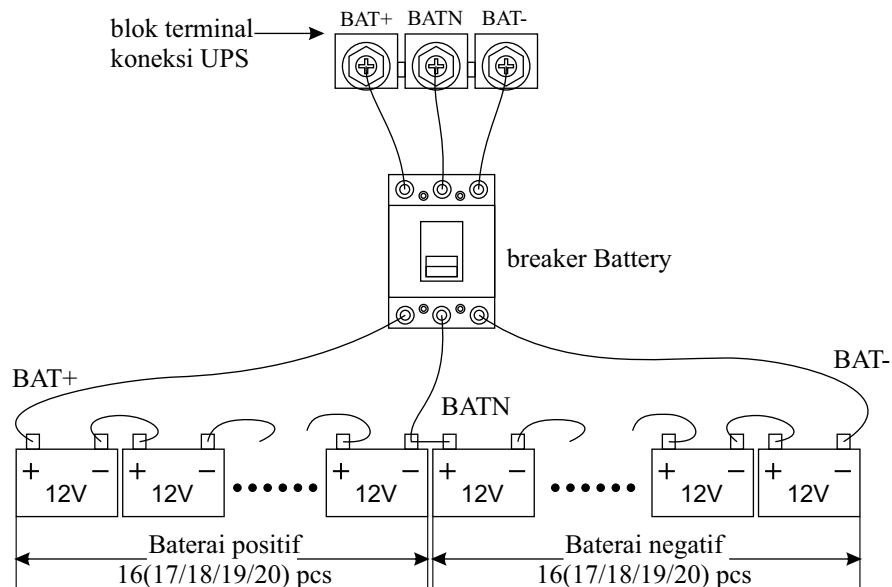 blok terminal
koneksi UPS
BAT+ BATN BAT-
breaker Battery
BAT+
BATN
BAT-
+ − + − + − + − + − + −
12V 12V 12V 12V 12V 12V
Baterai positif
16(17/18/19/20) pcs
Baterai negatif
16(17/18/19/20) pcs